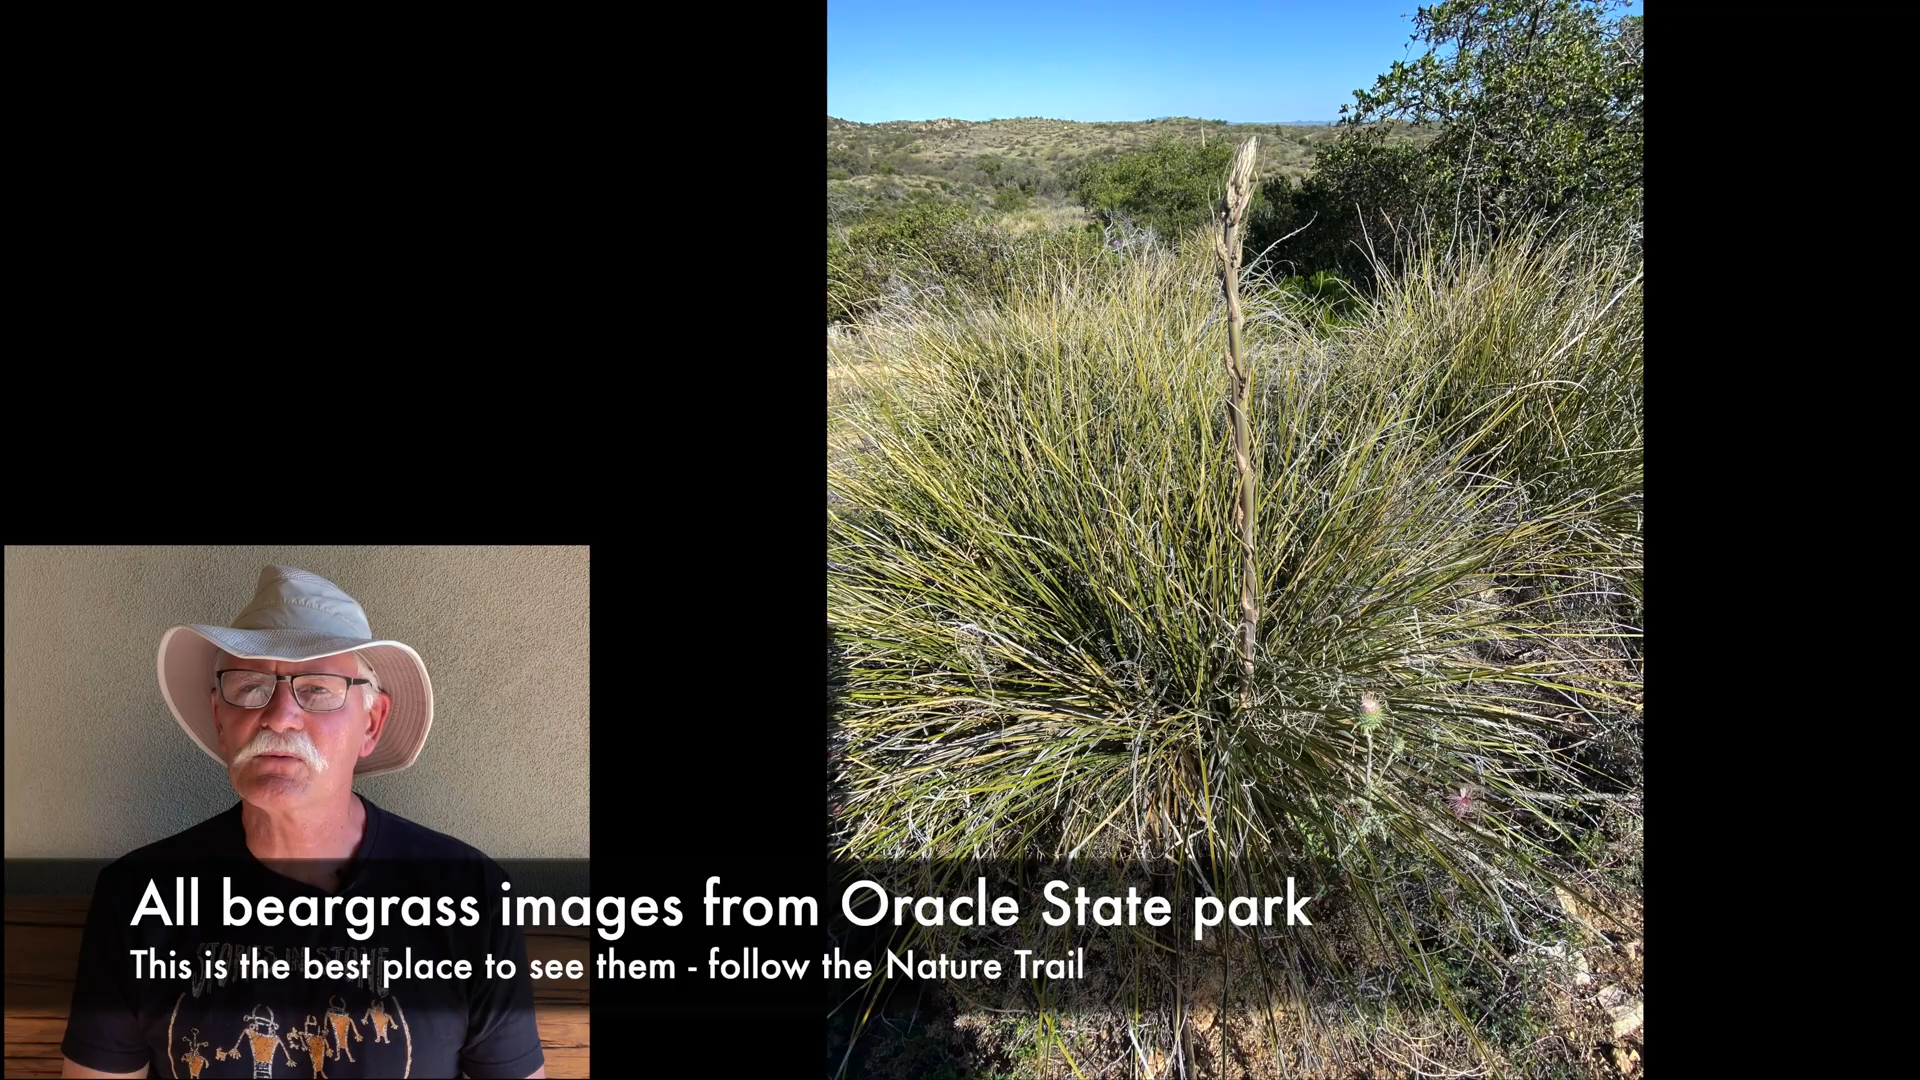 All beargrass images from Oracle State park
This is the best place to see them - follow the Nature Trail